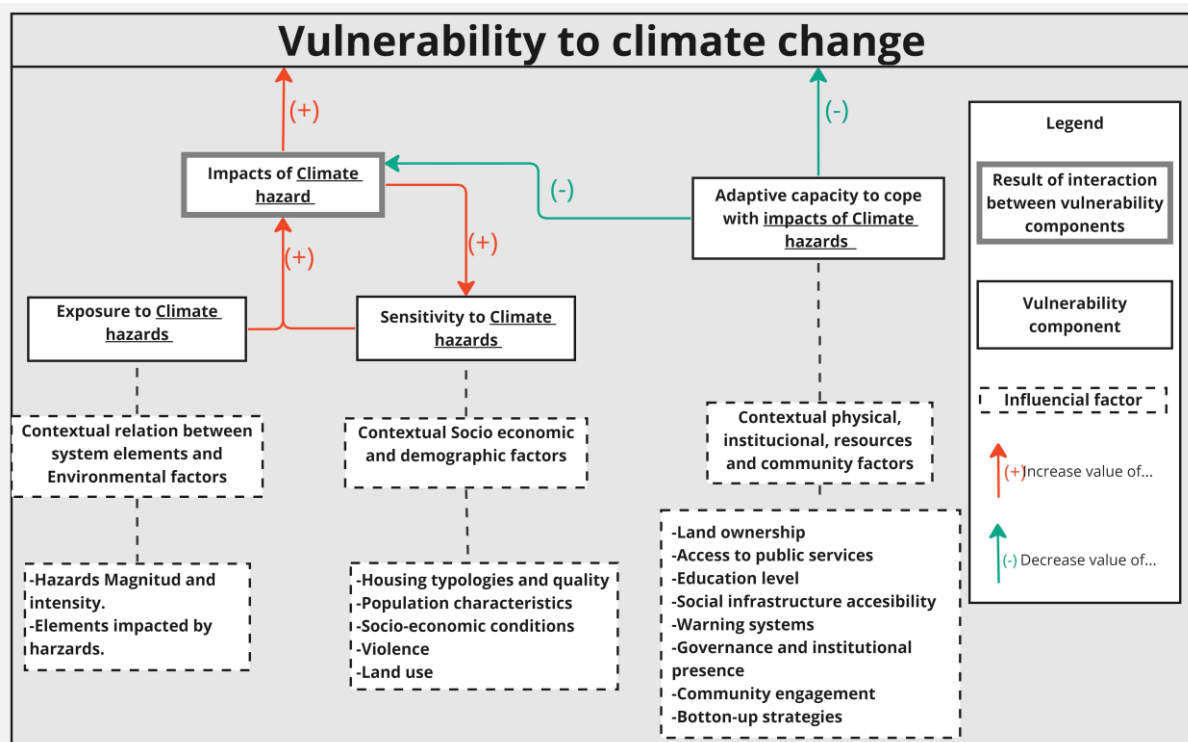 Vulnerability to climate change
(+)
(-)
Impacts of Climate
hazard
(-)
Adaptive capacity to cope
with impacts of Climate
hazards
(+)
(+)
Exposure to Climate
hazards
Sensitivity to Climate
hazards
Contextual relation between
system elements and
Environmental factors
Contextual Socio economic
and demographic factors
Contextual physical,
institucional, resources
and community factors
-Hazards Magnitud and
intensity.
-Elements impacted by
harzards.
-Housing typologies and quality
-Population characteristics
-Socio-economic conditions
-Violence
-Land use
-Land ownership
-Access to public services
-Education level
-Social infrastructure accesibility
-Warning systems
-Governance and institutional
presence
-Community engagement
-Botton-up strategies
Legend
Result of interaction
between vulnerability
components
Vulnerability
component
Influencial factor
(+) Increase value of...
(-) Decrease value of...